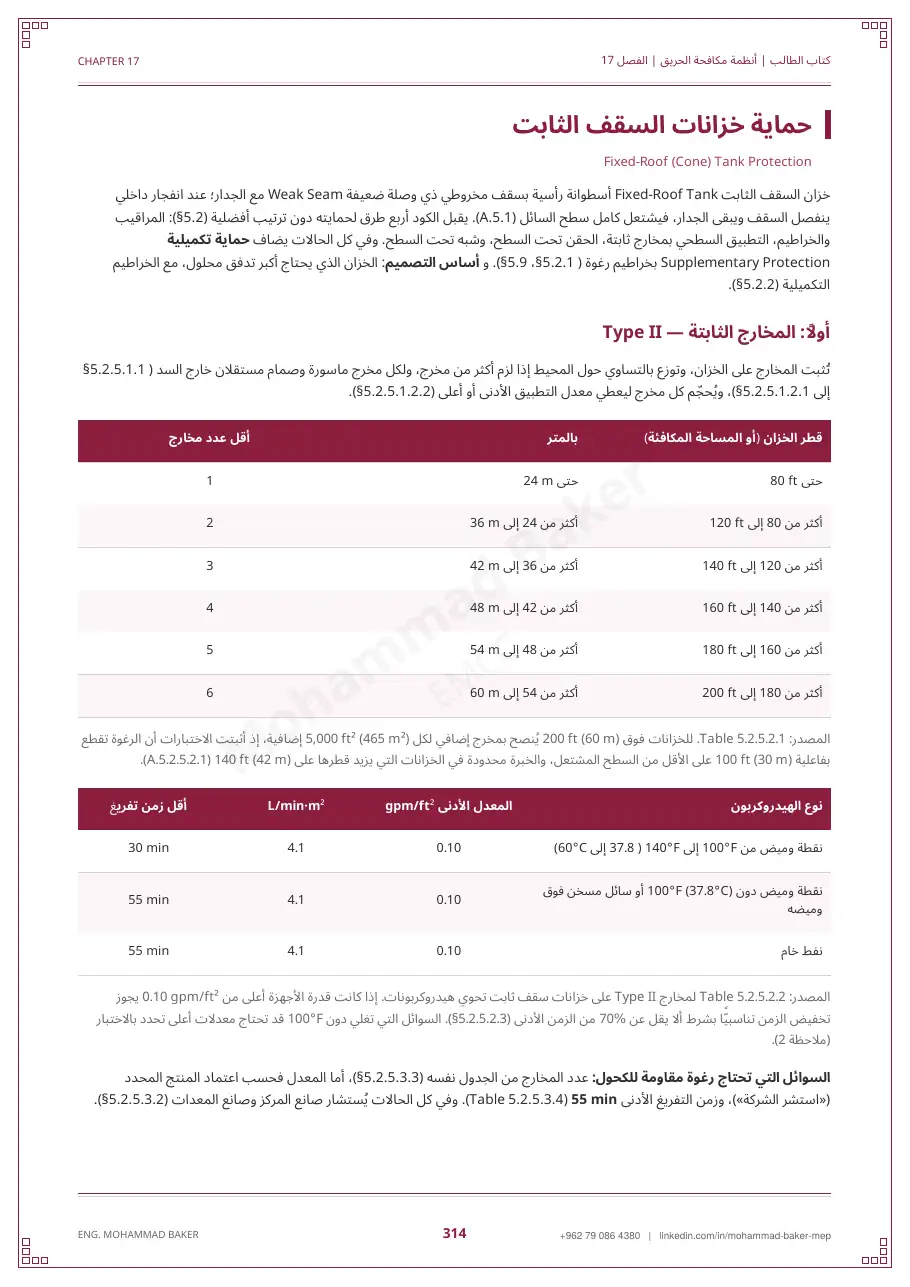 كتاب الطالب | أنظمة مكافحة الحريق | الفصل 17
CHAPTER 17
حماية خزانات السقف الثابت
Fixed-Roof (Cone) Tank Protection
خزان السقف الثابت Fixed-Roof Tank أسطوانة رأسية بسقف مخروطي ذي وصلة ضعيفة Weak Seam مع الجدار؛ عند انفجار داخلي
ينفصل السقف ويبقى الجدار، فيشتعل كامل سطح السائل (A.5.1). يقبل الكود أربع طرق لحمايته دون ترتيب أفضلية (§5.2): المراقيب
والخراطيم، التطبيق السطحي بمخارج ثابتة، الحقن تحت السطح، وشبه تحت السطح. وفي كل الحالات يضاف حماية تكميلية
Supplementary Protection بخراطيم رغوة ( §5.2.1، §5.9). و أساس التصميم: الخزان الذي يحتاج أكبر تدفق محلول، مع الخراطيم
التكميلية (§5.2.2).
أولاً: المخارج الثابتة — Type II
تُثبت المخارج على الخزان، وتوزع بالتساوي حول المحيط إذا لزم أكثر من مخرج، ولكل مخرج ماسورة وصمام مستقلان خارج السد ( §5.2.5.1.1
إلى §5.2.5.1.2.1)، ويُحجّم كل مخرج ليعطي معدل التطبيق الأدنى أو أعلى (§5.2.5.1.2.2).
قطر الخزان (أو المساحة المكافئة) بالمتر أقل عدد مخارج
حتى 80 ft حتى 24 m 1
أكثر من 80 إلى 120 ft أكثر من 24 إلى 36 m 2
أكثر من 120 إلى 140 ft أكثر من 36 إلى 42 m 3
أكثر من 140 إلى 160 ft أكثر من 42 إلى 48 m 4
أكثر من 160 إلى 180 ft أكثر من 48 إلى 54 m 5
أكثر من 180 إلى 200 ft أكثر من 54 إلى 60 m 6
المصدر: Table 5.2.5.2.1. للخزانات فوق 200 ft (60 m) يُنصح بمخرج إضافي لكل 5,000 ft² (465 m²) إضافية، إذ أثبتت الاختبارات أن الرغوة تقطع
بفاعلية 100 ft (30 m) على الأقل من السطح المشتعل، والخبرة محدودة في الخزانات التي يزيد قطرها على 140 ft (42 m) (A.5.2.5.2.1).
نوع الهيدروكربون المعدل الأدنى gpm/ft² L/min·m² أقل زمن تفريغ
نقطة وميض من 100°F إلى 140°F ( 37.8 إلى 60°C) 0.10 4.1 30 min
نقطة وميض دون 100°F (37.8°C) أو سائل مسخن فوق
وميضه 0.10 4.1 55 min
نفط خام 0.10 4.1 55 min
المصدر: Table 5.2.5.2.2 لمخارج Type II على خزانات سقف ثابت تحوي هيدروكربونات. إذا كانت قدرة الأجهزة أعلى من 0.10 gpm/ft² يجوز
تخفيض الزمن تناسبيًا بشرط ألا يقل عن 70% من الزمن الأدنى (§5.2.5.2.3). السوائل التي تغلي دون 100°F قد تحتاج معدلات أعلى تحدد بالاختبار
(ملاحظة 2).
السوائل التي تحتاج رغوة مقاومة للكحول: عدد المخارج من الجدول نفسه (§5.2.5.3.3)، أما المعدل فحسب اعتماد المنتج المحدد
(«استشر الشركة»)، وزمن التفريغ الأدنى 55 min (Table 5.2.5.3.4). وفي كل الحالات يُستشار صانع المركز وصانع المعدات (§5.2.5.3.2).
Mohammad Baker
ENG. MOHAMMAD BAKER
314
+962 79 086 4380 | linkedin.com/in/mohammad-baker-mep